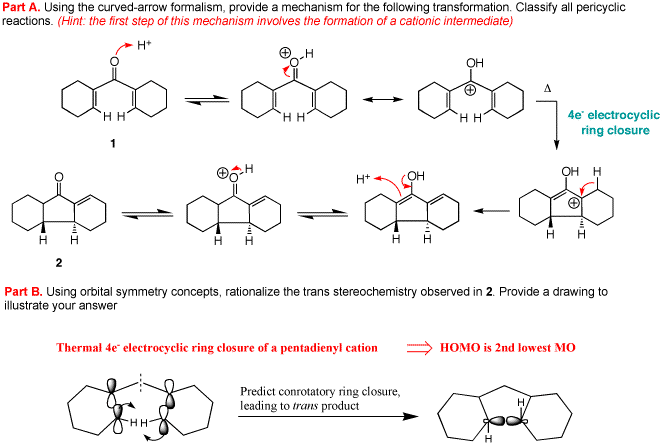 Part A. Using the curved-arrow formalism, provide a mechanism for the following transformation. Classify all pericyclic
reactions. (Hint: the first step of this mechanism involves the formation of a cationic intermediate)
O H+
H H
1
⊕ O H
H H
OH
⊕
H H
Δ
4e- electrocyclic
ring closure
O
H H
2
⊕ O H
H H
H+ OH
H H
OH H
⊕
H H
Part B. Using orbital symmetry concepts, rationalize the trans stereochemistry observed in 2. Provide a drawing to
illustrate your answer
Thermal 4e- electrocyclic ring closure of a pentadienyl cation HOMO is 2nd lowest MO
H H
Predict conrotatory ring closure,
leading to trans product
H
H